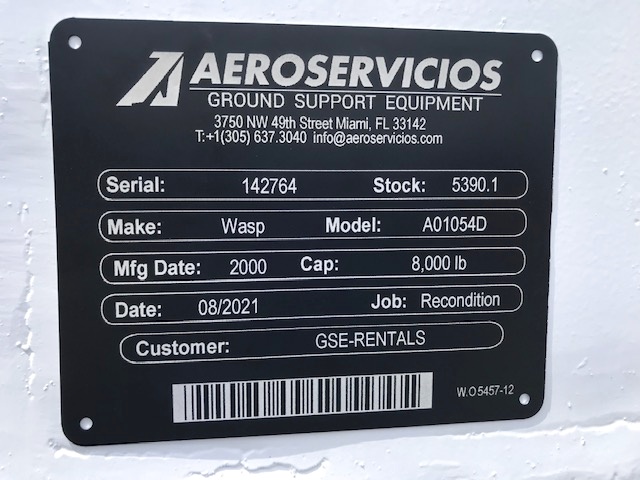 AEROSERVICIOS
GROUND SUPPORT EQUIPMENT
3750 NW 49th Street Miami, FL 33142
T:+1(305) 637.3040 info@aeroservicios.com
Serial: 142764 Stock: 5390.1
Make: Wasp Model: A01054D
Mfg Date: 2000 Cap: 8,000 lb
Date: 08/2021 Job: Recondition
Customer: GSE-RENTALS
W.O 5457-12